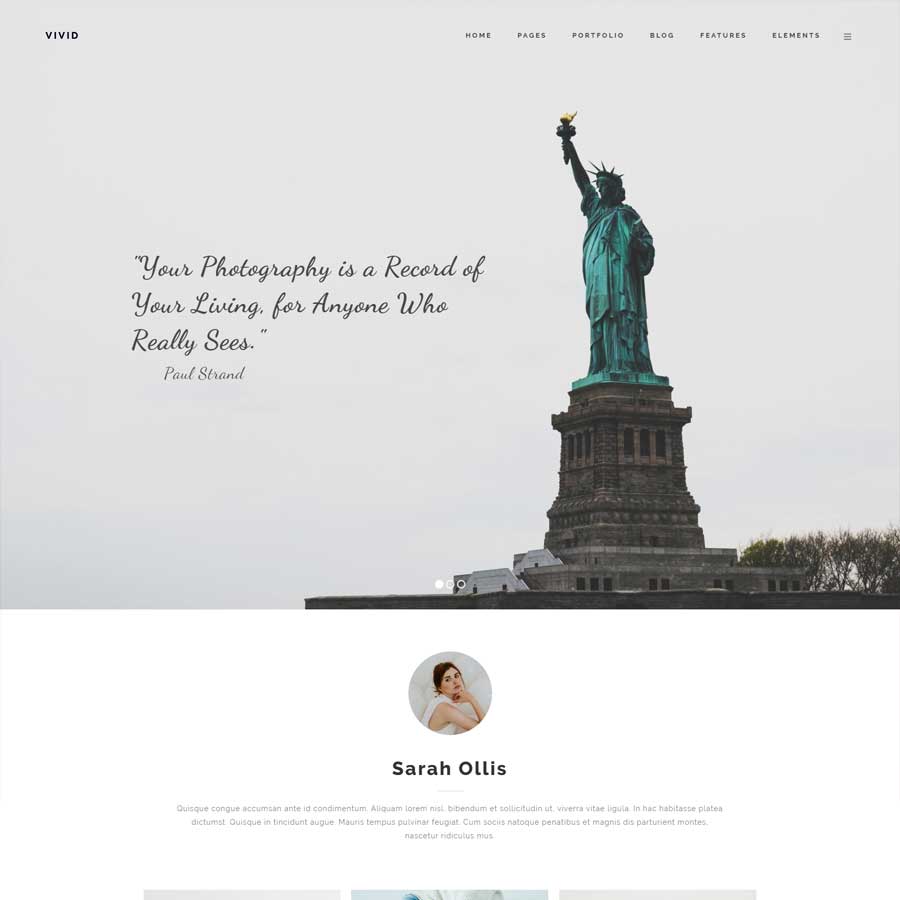 VIVID
HOME PAGES PORTFOLIO BLOG FEATURES ELEMENTS
"Your Photography is a Record of
Your Living, for Anyone Who
Really Sees."
Paul Strand
Sarah Ollis
Quisque congue accumsan ante id condimentum. Aliquam lorem nisl, bibendum et sollicitudin ut, viverra vitae ligula. In hac habitasse platea
dictumst. Quisque in tincidunt augue. Mauris tempus pulvinar feugiat. Cum sociis natoque penatibus et magnis dis parturient montes,
nascetur ridiculus mus.